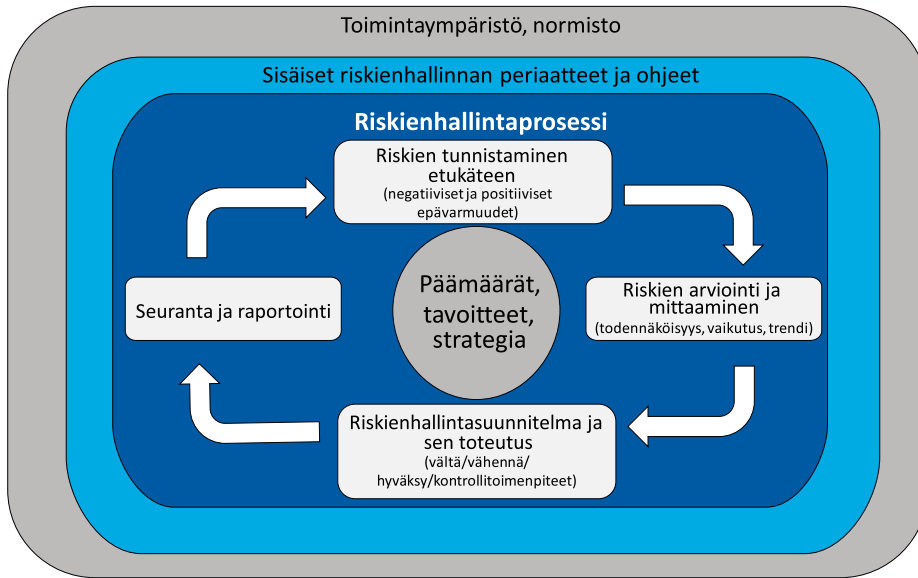 Toimintaympäristö, normisto
Sisäiset riskienhallinnan periaatteet ja ohjeet
Riskienhallintaprosessi
Riskien tunnistaminen
etukäteen
(negatiiviset ja positiiviset
epävarmuudet)
Riskien arviointi ja
mittaaminen
(todennäköisyys, vaikutus, trendi)
Riskienhallintasuunnitelma ja
sen toteutus
(vältä/vähennä/
hyväksy/kontrollitoimenpiteet)
Seuranta ja raportointi
Päämäärät,
tavoitteet,
strategia